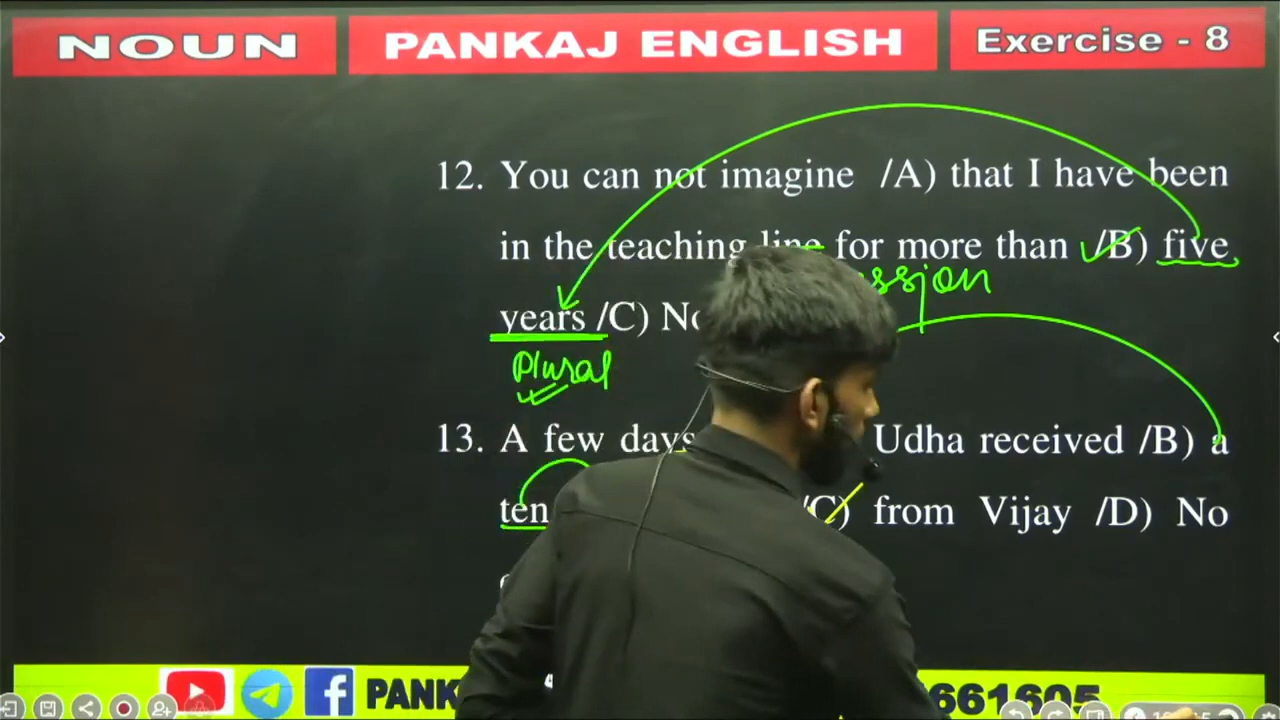 NOUN PANKAJ ENGLISH Exercise - 8
12. You can not imagine /A) that I have been
in the teaching line for more than /B) five
ssion
years /C)
Plural
13. A few days Udha received /B) a
ten /C) from Vijay /D) No
PANK 661605